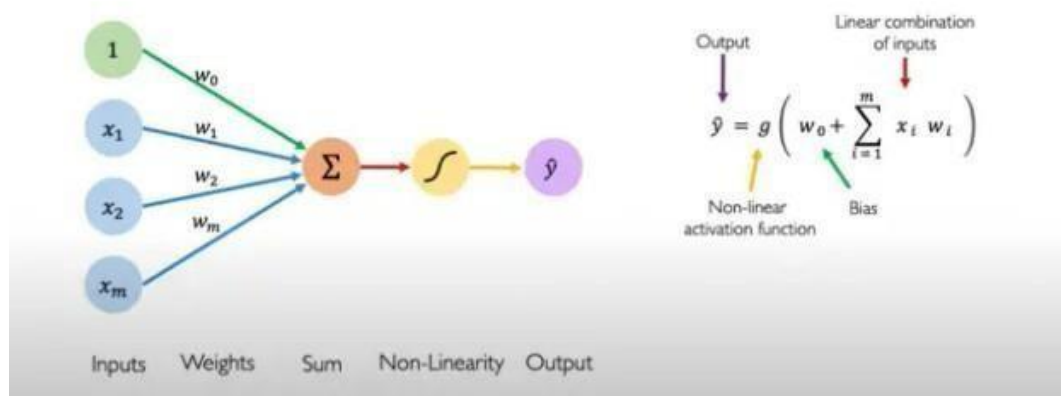 1
w₀
x₁
w₁
x₂
w₂
xₘ
wₘ
Σ
∫
ŷ
Inputs Weights Sum Non-Linearity Output
Output
Linear combination
of inputs
ŷ = g ( w₀ + ∑ᵢ₌₁ᵐ xᵢ wᵢ )
Non-linear
activation function
Bias